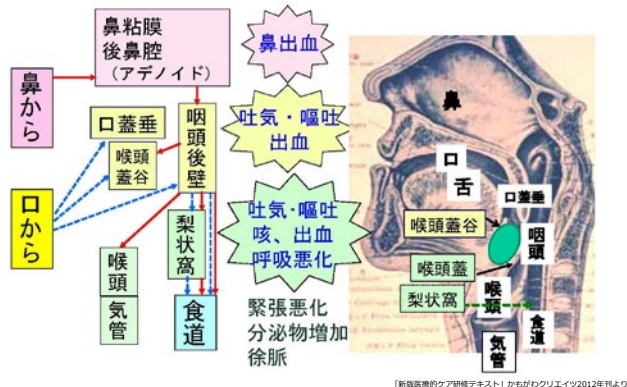 鼻粘膜
後鼻腔
（アデノイド）
鼻出血
鼻から
口蓋垂
喉頭
蓋谷
咽頭後壁
吐気・嘔吐
出血
口から
梨状窩
吐気・嘔吐
咳、出血
呼吸悪化
喉頭
気管
食道
緊張悪化
分泌物増加
徐脈
鼻
口
舌
口蓋垂
喉頭蓋谷
咽頭
喉頭蓋
梨状窩
喉頭
食道
気管
「新版医療的ケア研修テキスト」かもがわクリエイツ2012年刊より